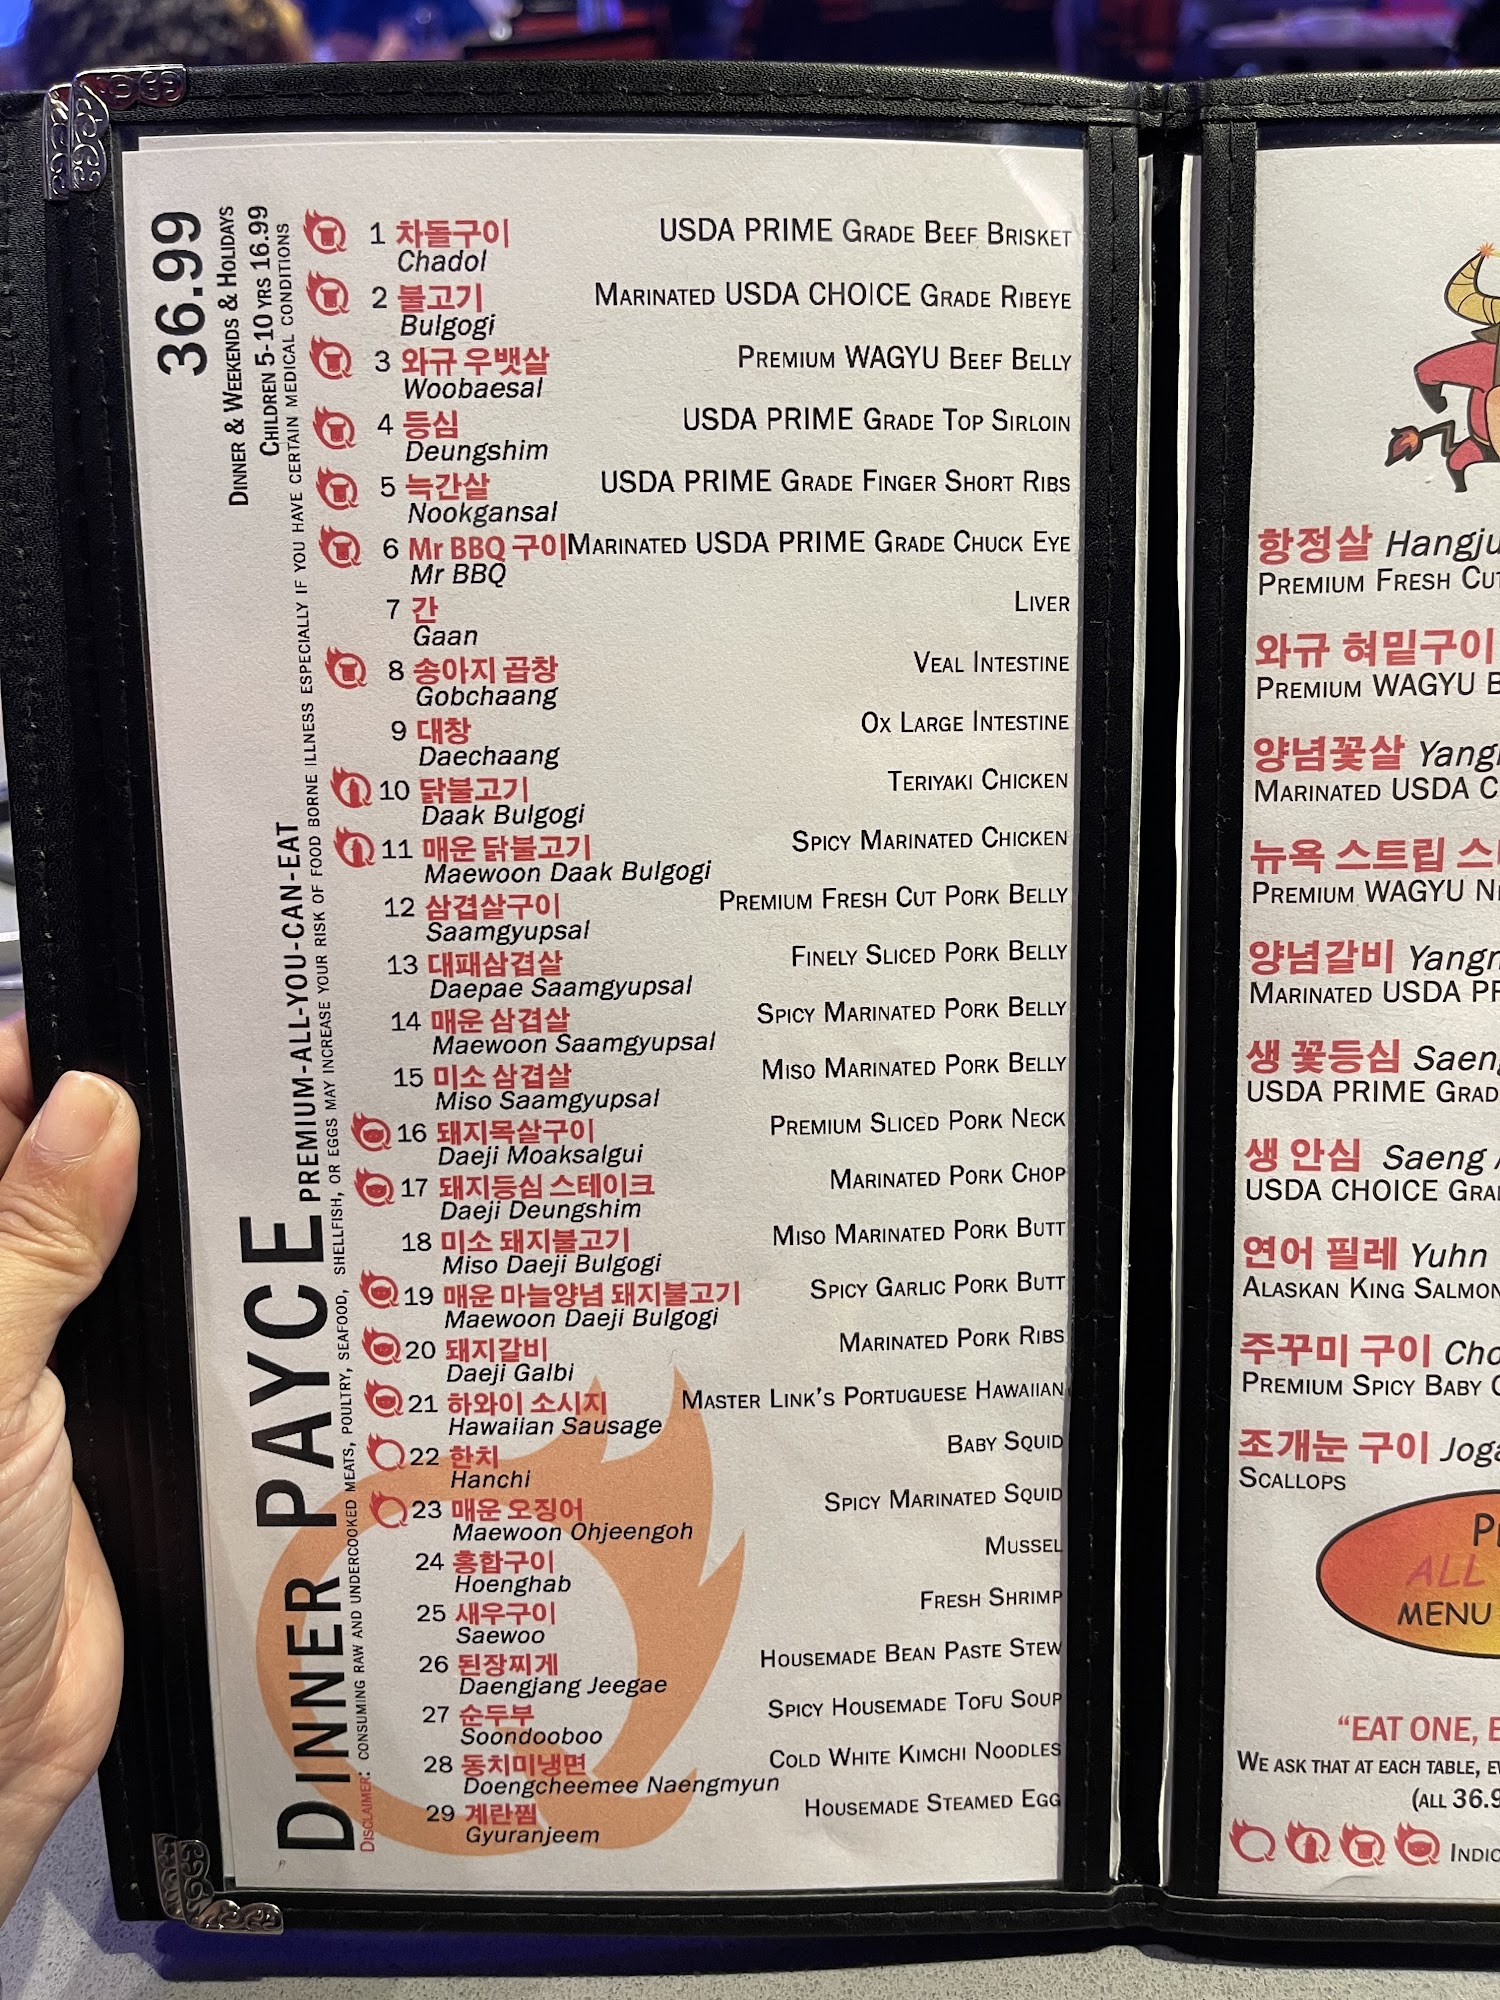 36.99
Dinner & Weekends & Holidays
Children 5-10 yrs 16.99
Dinner PAYCE Premium-All-You-Can-Eat
Disclaimer: consuming raw and undercooked meats, poultry, seafood, shellfish, or eggs may increase your risk of food borne illness especially if you have certain medical conditions
1 차돌구이 USDA PRIME Grade Beef Brisket
Chadol
2 불고기 Marinated USDA CHOICE Grade Ribeye
Bulgogi
3 와규 우뱃살 Premium WAGYU Beef Belly
Woobaesal
4 등심 USDA PRIME Grade Top Sirloin
Deungshim
5 늑간살 USDA PRIME Grade Finger Short Ribs
Nookgansal
6 Mr BBQ 구이 Marinated USDA PRIME Grade Chuck Eye
Mr BBQ
7 간 Liver
Gaan
8 송아지 곱창 Veal Intestine
Gobchaang
9 대창 Ox Large Intestine
Daechaang
10 닭불고기 Teriyaki Chicken
Daak Bulgogi
11 매운 닭불고기 Spicy Marinated Chicken
Maewoon Daak Bulgogi
12 삼겹살구이 Premium Fresh Cut Pork Belly
Saamgyupsal
13 대패삼겹살 Finely Sliced Pork Belly
Daepae Saamgyupsal
14 매운 삼겹살 Spicy Marinated Pork Belly
Maewoon Saamgyupsal
15 미소 삼겹살 Miso Marinated Pork Belly
Miso Saamgyupsal
16 돼지목살구이 Premium Sliced Pork Neck
Daeji Moaksalgui
17 돼지등심 스테이크 Marinated Pork Chop
Daeji Deungshim
18 미소 돼지불고기 Miso Marinated Pork Butt
Miso Daeji Bulgogi
19 매운 마늘양념 돼지불고기 Spicy Garlic Pork Butt
Maewoon Daeji Bulgogi
20 돼지갈비 Marinated Pork Ribs
Daeji Galbi
21 하와이 소시지 Master Link's Portuguese Hawaiian
Hawaiian Sausage
22 한치 Baby Squid
Hanchi
23 매운 오징어 Spicy Marinated Squid
Maewoon Ohjeengoh
24 홍합구이 Mussel
Hoenghab
25 새우구이 Fresh Shrimp
Saewoo
26 된장찌게 Housemade Bean Paste Stew
Daengjang Jeegae
27 순두부 Spicy Housemade Tofu Soup
Soondooboo
28 동치미냉면 Cold White Kimchi Noodles
Doengcheemee Naengmyun
29 계란찜 Housemade Steamed Egg
Gyuranjeem
항정살 Hangju
Premium Fresh Cut
와규 혀밑구이
Premium WAGYU B
양념꽃살 Yang
Marinated USDA C
뉴욕 스트립 스
Premium WAGYU N
양념갈비 Yangn
Marinated USDA PR
생 꽃등심 Saeng
USDA PRIME Grad
생 안심 Saeng
USDA CHOICE Gra
연어 필레 Yuhn
Alaskan King Salmon
주꾸미 구이 Cho
Premium Spicy Baby
조개눈 구이 Joga
Scallops
ALL
MENU
"EAT ONE,
We ask that at each table,
(all 36.9
Indic